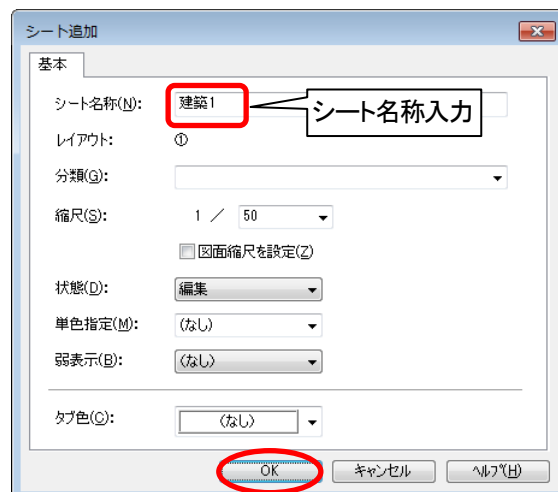 シート追加
基本
シート名称(N): 建築1
シート名称入力
レイアウト: ①
分類(G):
縮尺(S): 1 ／ 50
図面縮尺を設定(Z)
状態(D): 編集
単色指定(M): (なし)
弱表示(B): (なし)
タブ色(C): (なし)
OK キャンセル ヘルプ(H)